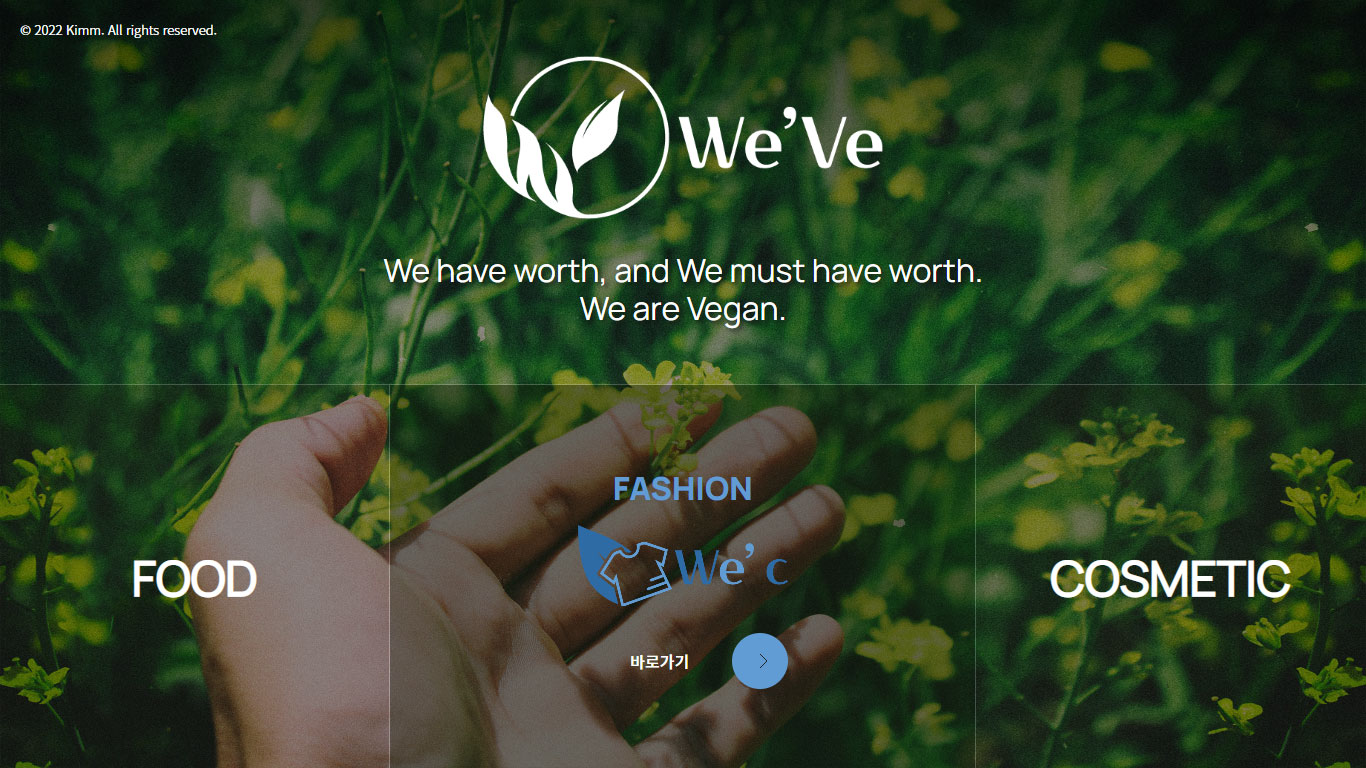 © 2022 Kimm. All rights reserved.
We’Ve
We have worth, and We must have worth.
We are Vegan.
FOOD
FASHION
We’ c
바로가기
COSMETIC